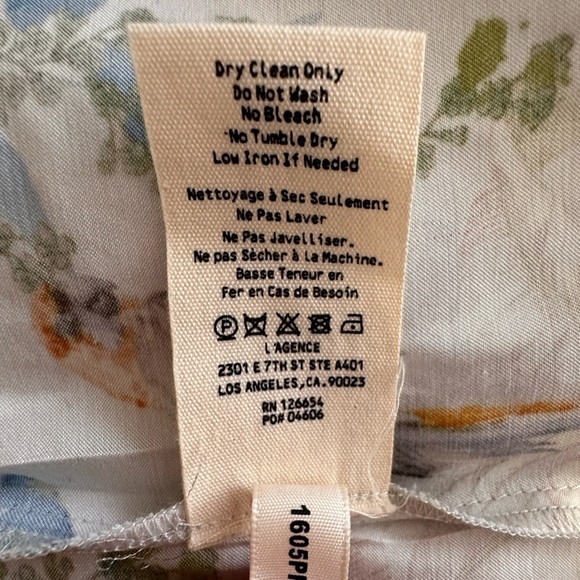 Dry Clean Only
Do Not Wash
No Bleach
No Tumble Dry
Low Iron If Needed
Nettoyage à Sec Seulement
Ne Pas Laver
Ne Pas Javelliser.
Ne pas Sècher à la Machine.
Basse Teneur en
Fer en Cas de Besoin
P
L'AGENCE
2301 E 7TH ST STE A401
LOS ANGELES,CA.90023
RN 126654
PO# 04606